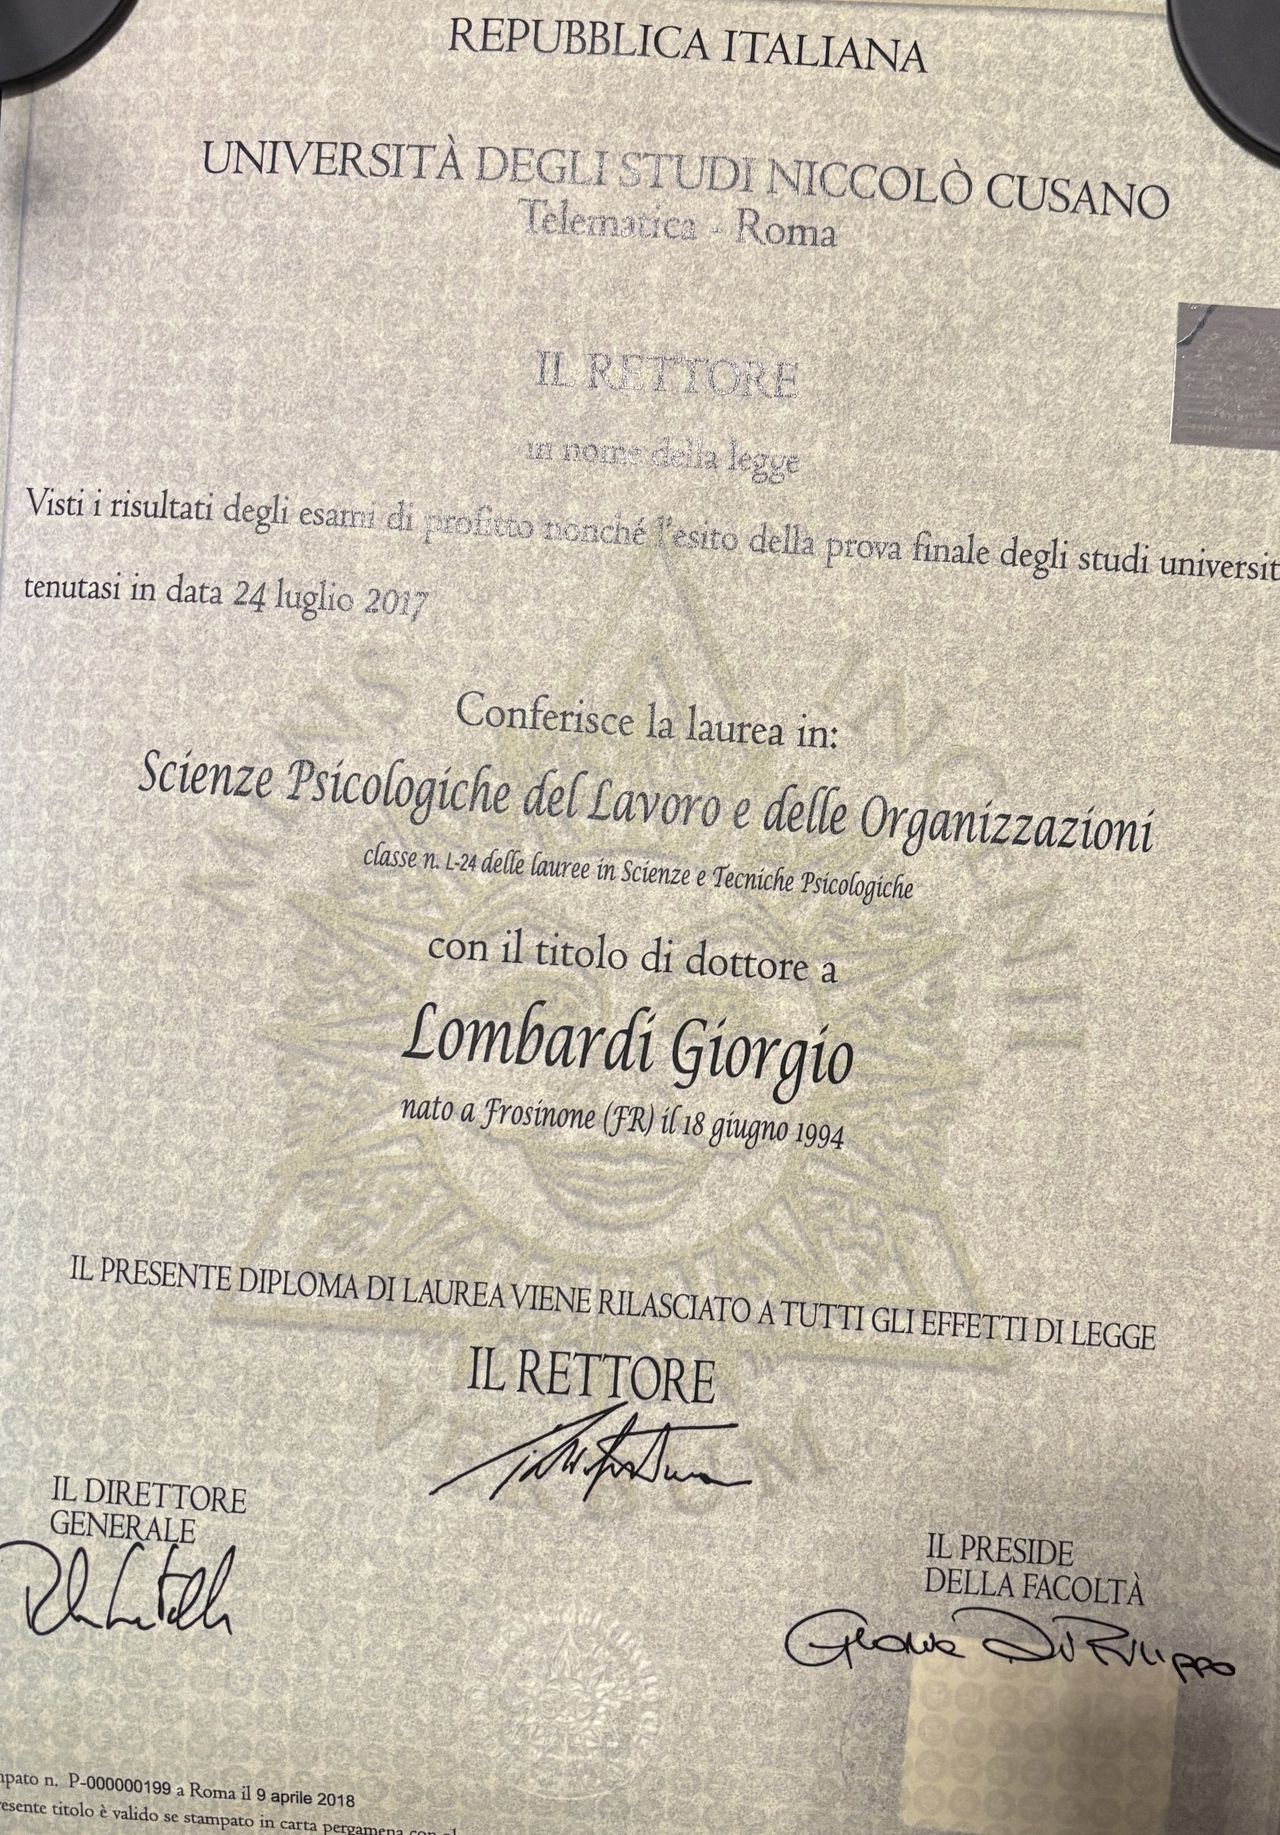 REPUBBLICA ITALIANA
UNIVERSITÀ DEGLI STUDI NICCOLÒ CUSANO
Telematica - Roma
IL RETTORE
in nome della legge
Visti i risultati degli esami di profitto nonché l'esito della prova finale degli studi universit
tenutasi in data 24 luglio 2017
Conferisce la laurea in:
Scienze Psicologiche del Lavoro e delle Organizzazioni
classe n. L-24 delle lauree in Scienze e Tecniche Psicologiche
con il titolo di dottore a
Lombardi Giorgio
nato a Frosinone (FR) il 18 giugno 1994
IL PRESENTE DIPLOMA DI LAUREA VIENE RILASCIATO A TUTTI GLI EFFETTI DI LEGGE
IL RETTORE
IL DIRETTORE
GENERALE
IL PRESIDE
DELLA FACOLTÀ
mpato n. P-000000199 a Roma il 9 aprile 2018
resente titolo è valido se stampato in carta pergamena con